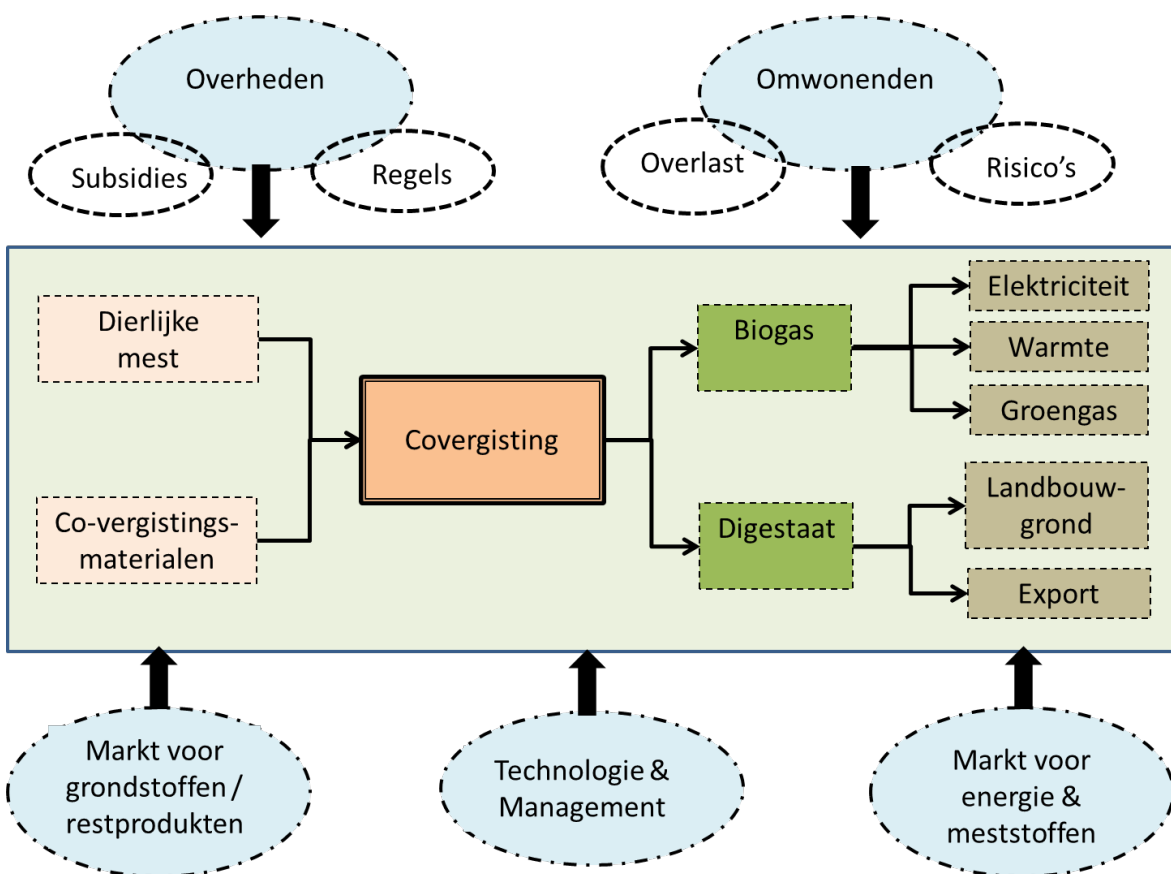 Overheden
Omwonenden
Subsidies
Regels
Overlast
Risico's
Dierlijke
mest
Co-vergistings-
materialen
Covergisting
Biogas
Digestaat
Elektriciteit
Warmte
Groengas
Landbouw-
grond
Export
Markt voor
grondstoffen /
restprodukten
Technologie &
Management
Markt voor
energie &
meststoffen